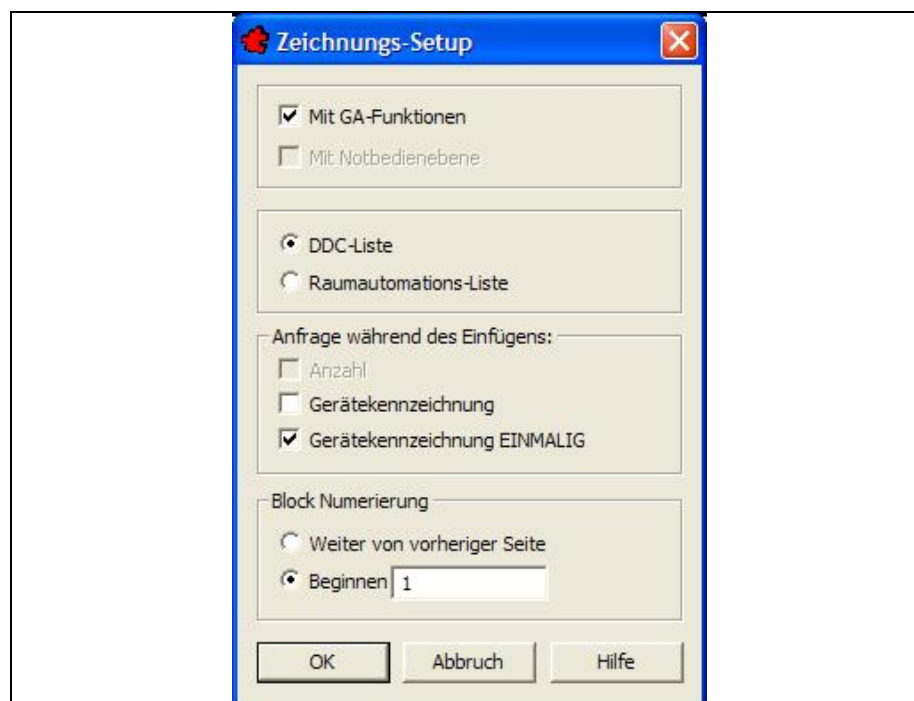 Zeichnungs-Setup
Mit GA-Funktionen
Mit Notbedienebene
DDC-Liste
Raumautomations-Liste
Anfrage während des Einfügens:
Anzahl
Gerätekennzeichnung
Gerätekennzeichnung EINMALIG
Block Numerierung
Weiter von vorheriger Seite
Beginnen 1
OK Abbruch Hilfe